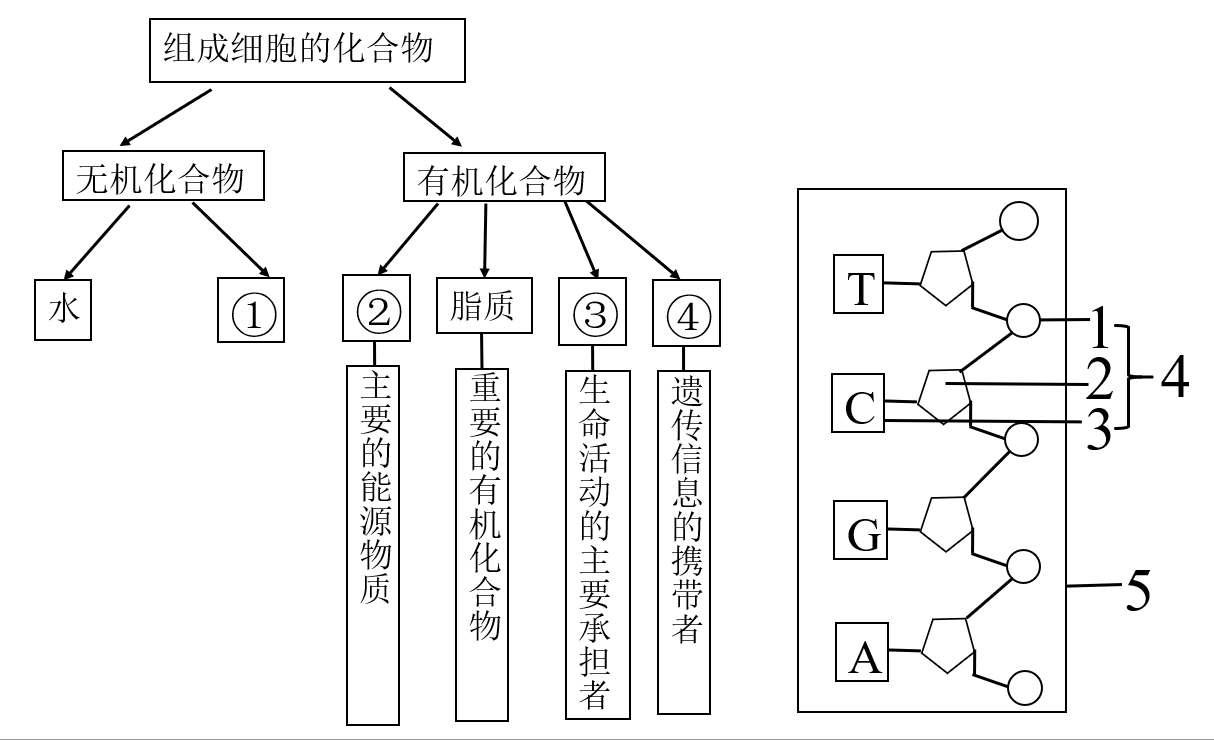 组成细胞的化合物
无机化合物
有机化合物
水
①
②
脂质
③
④
主要的能源物质
重要的有机化合物
生命活动的主要承担者
遗传信息的携带者
T
1
C
2
3
4
G
5
A